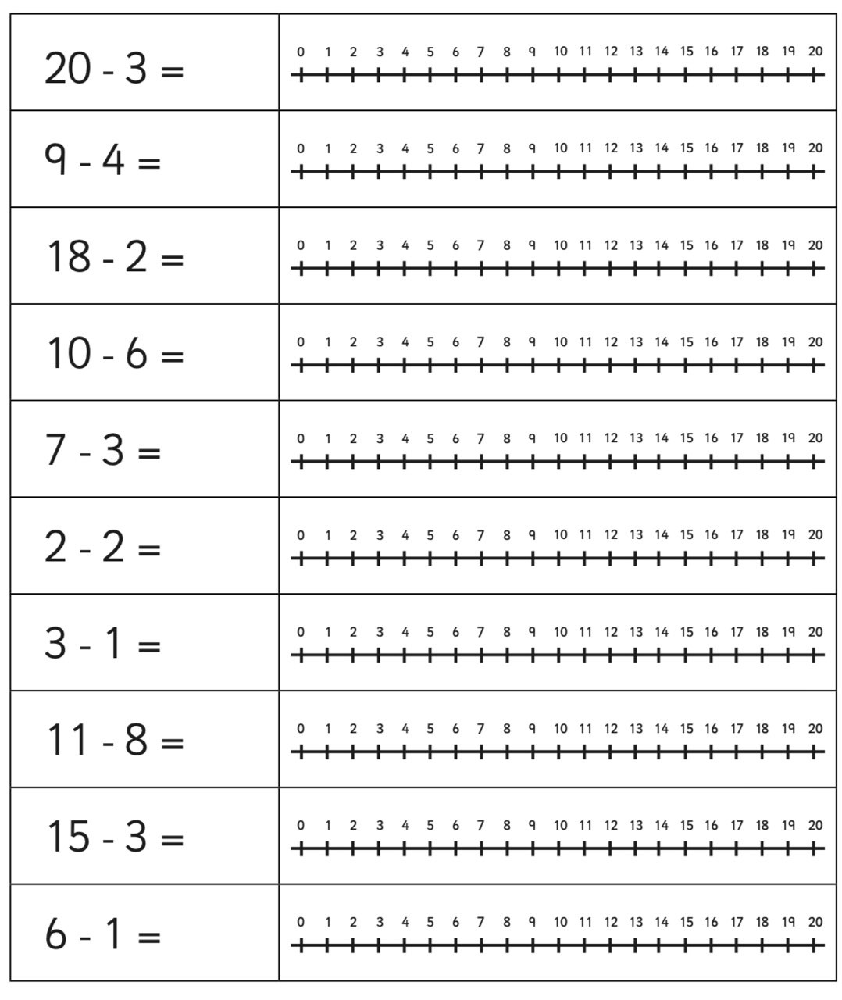 20 - 3 = 0 1 2 3 4 5 6 7 8 9 10 11 12 13 14 15 16 17 18 19 20
9 - 4 = 0 1 2 3 4 5 6 7 8 9 10 11 12 13 14 15 16 17 18 19 20
18 - 2 = 0 1 2 3 4 5 6 7 8 9 10 11 12 13 14 15 16 17 18 19 20
10 - 6 = 0 1 2 3 4 5 6 7 8 9 10 11 12 13 14 15 16 17 18 19 20
7 - 3 = 0 1 2 3 4 5 6 7 8 9 10 11 12 13 14 15 16 17 18 19 20
2 - 2 = 0 1 2 3 4 5 6 7 8 9 10 11 12 13 14 15 16 17 18 19 20
3 - 1 = 0 1 2 3 4 5 6 7 8 9 10 11 12 13 14 15 16 17 18 19 20
11 - 8 = 0 1 2 3 4 5 6 7 8 9 10 11 12 13 14 15 16 17 18 19 20
15 - 3 = 0 1 2 3 4 5 6 7 8 9 10 11 12 13 14 15 16 17 18 19 20
6 - 1 = 0 1 2 3 4 5 6 7 8 9 10 11 12 13 14 15 16 17 18 19 20